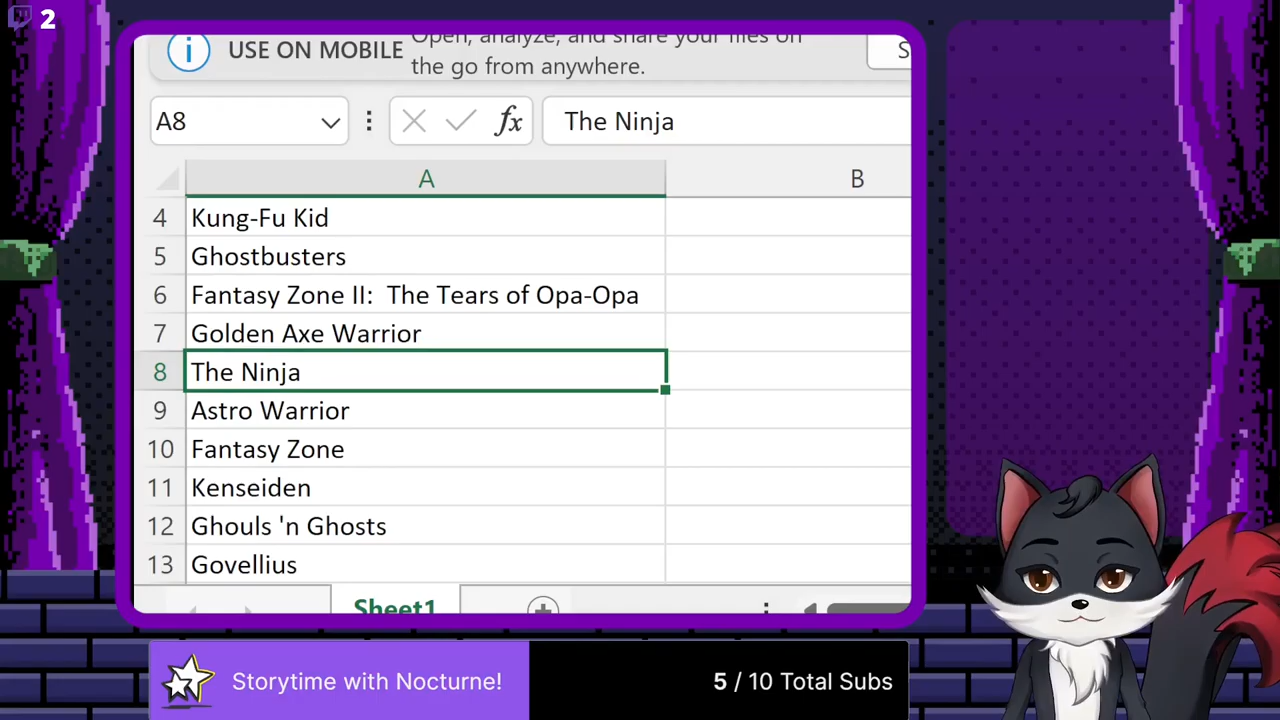 2
USE ON MOBILE
Open, analyze, and share your files on
the go from anywhere.
S
A8
fx
The Ninja
A
B
4 Kung-Fu Kid
5 Ghostbusters
6 Fantasy Zone II:  The Tears of Opa-Opa
7 Golden Axe Warrior
8 The Ninja
9 Astro Warrior
10 Fantasy Zone
11 Kenseiden
12 Ghouls 'n Ghosts
13 Govellius
Sheet1
Storytime with Nocturne!
5 / 10 Total Subs